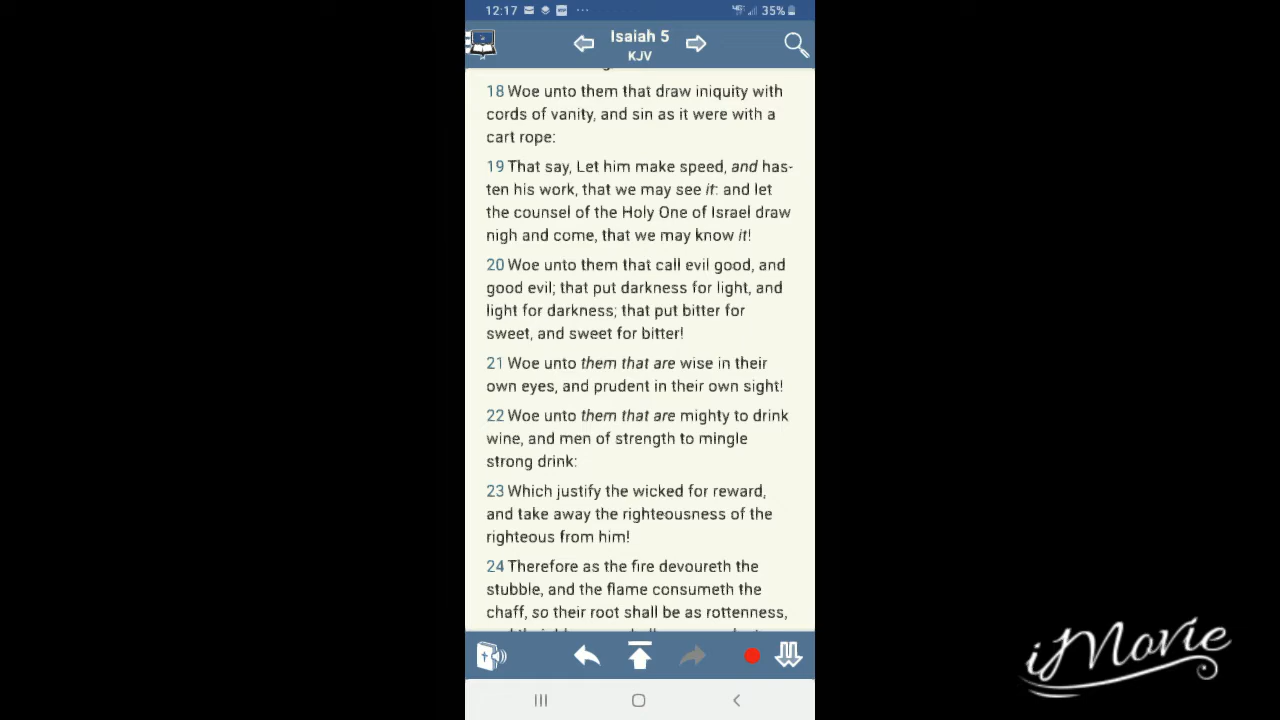 12:17
35%
Isaiah 5
KJV
18 Woe unto them that draw iniquity with
cords of vanity, and sin as it were with a
cart rope:
19 That say, Let him make speed, and has-
ten his work, that we may see it: and let
the counsel of the Holy One of Israel draw
nigh and come, that we may know it!
20 Woe unto them that call evil good, and
good evil; that put darkness for light, and
light for darkness; that put bitter for
sweet, and sweet for bitter!
21 Woe unto them that are wise in their
own eyes, and prudent in their own sight!
22 Woe unto them that are mighty to drink
wine, and men of strength to mingle
strong drink:
23 Which justify the wicked for reward,
and take away the righteousness of the
righteous from him!
24 Therefore as the fire devoureth the
stubble, and the flame consumeth the
chaff, so their root shall be as rottenness,
iMovie